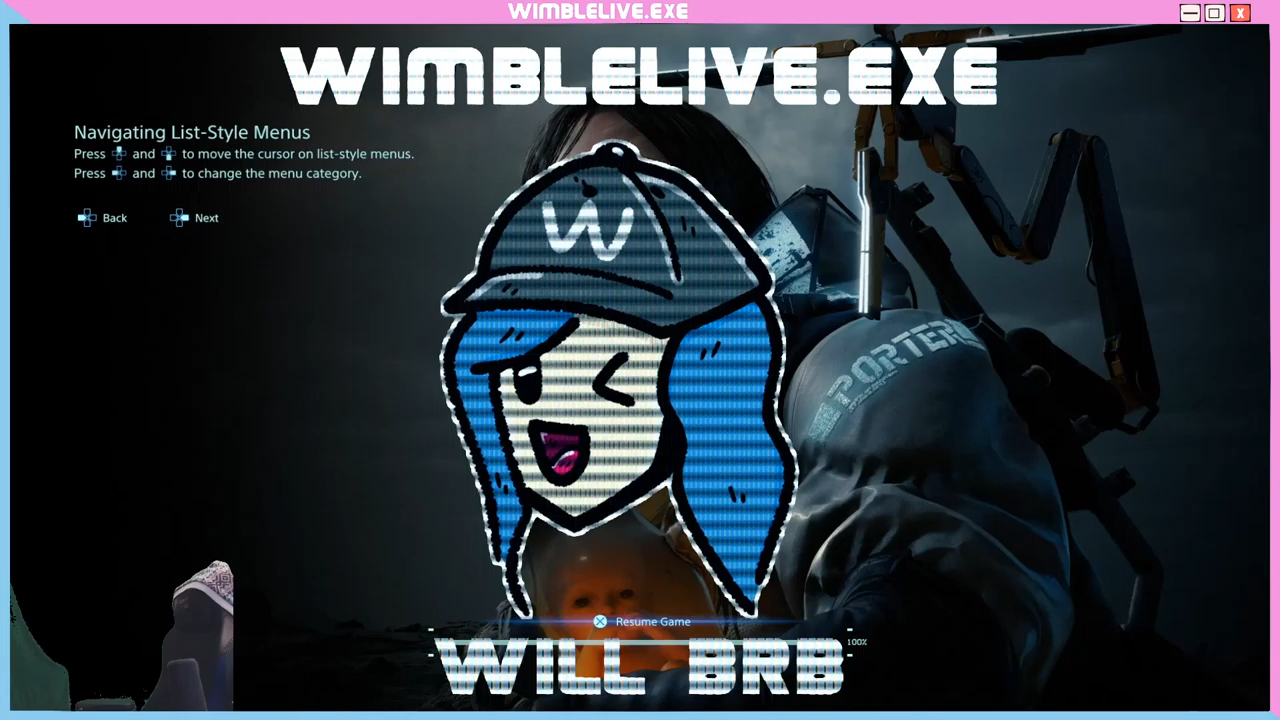 WIMBLELIVE.EXE
X
WIMBLELIVE.EXE
Navigating List-Style Menus
Press and to move the cursor on list-style menus.
Press and to change the menu category.
Back Next
W
PORTER
Resume Game
100%
WILL BRB